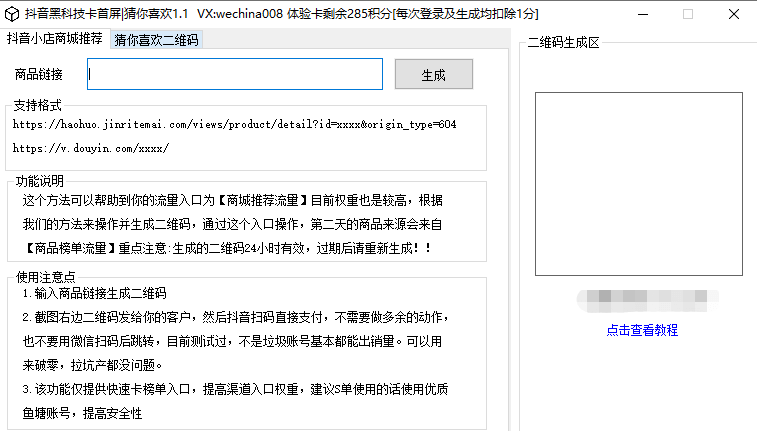 抖音黑科技卡首屏|猜你喜欢1.1 VX:wechina008 体验卡剩余285积分[每次登录及生成均扣除1分]
抖音小店商城推荐 猜你喜欢二维码
商品链接 生成
支持格式
https://haohuo.jinritemai.com/views/product/detail?id=xxxx&origin_type=604
https://v.douyin.com/xxxx/
功能说明
这个方法可以帮助到你的流量入口为【商城推荐流量】目前权重也是较高，根据
我们的方法来操作并生成二维码，通过这个入口操作，第二天的商品来源会来自
【商品榜单流量】重点注意:生成的二维码24小时有效，过期后请重新生成！！
使用注意点
1.输入商品链接生成二维码
2.截图右边二维码发给你的客户，然后抖音扫码直接支付，不需要做多余的动作，
也不要用微信扫码后跳转，目前测试过，不是垃圾账号基本都能出销量。可以用
来破零，拉坑产都没问题。
3.该功能仅提供快速卡榜单入口，提高渠道入口权重，建议S单使用的话使用优质
鱼塘账号，提高安全性
二维码生成区
点击查看教程